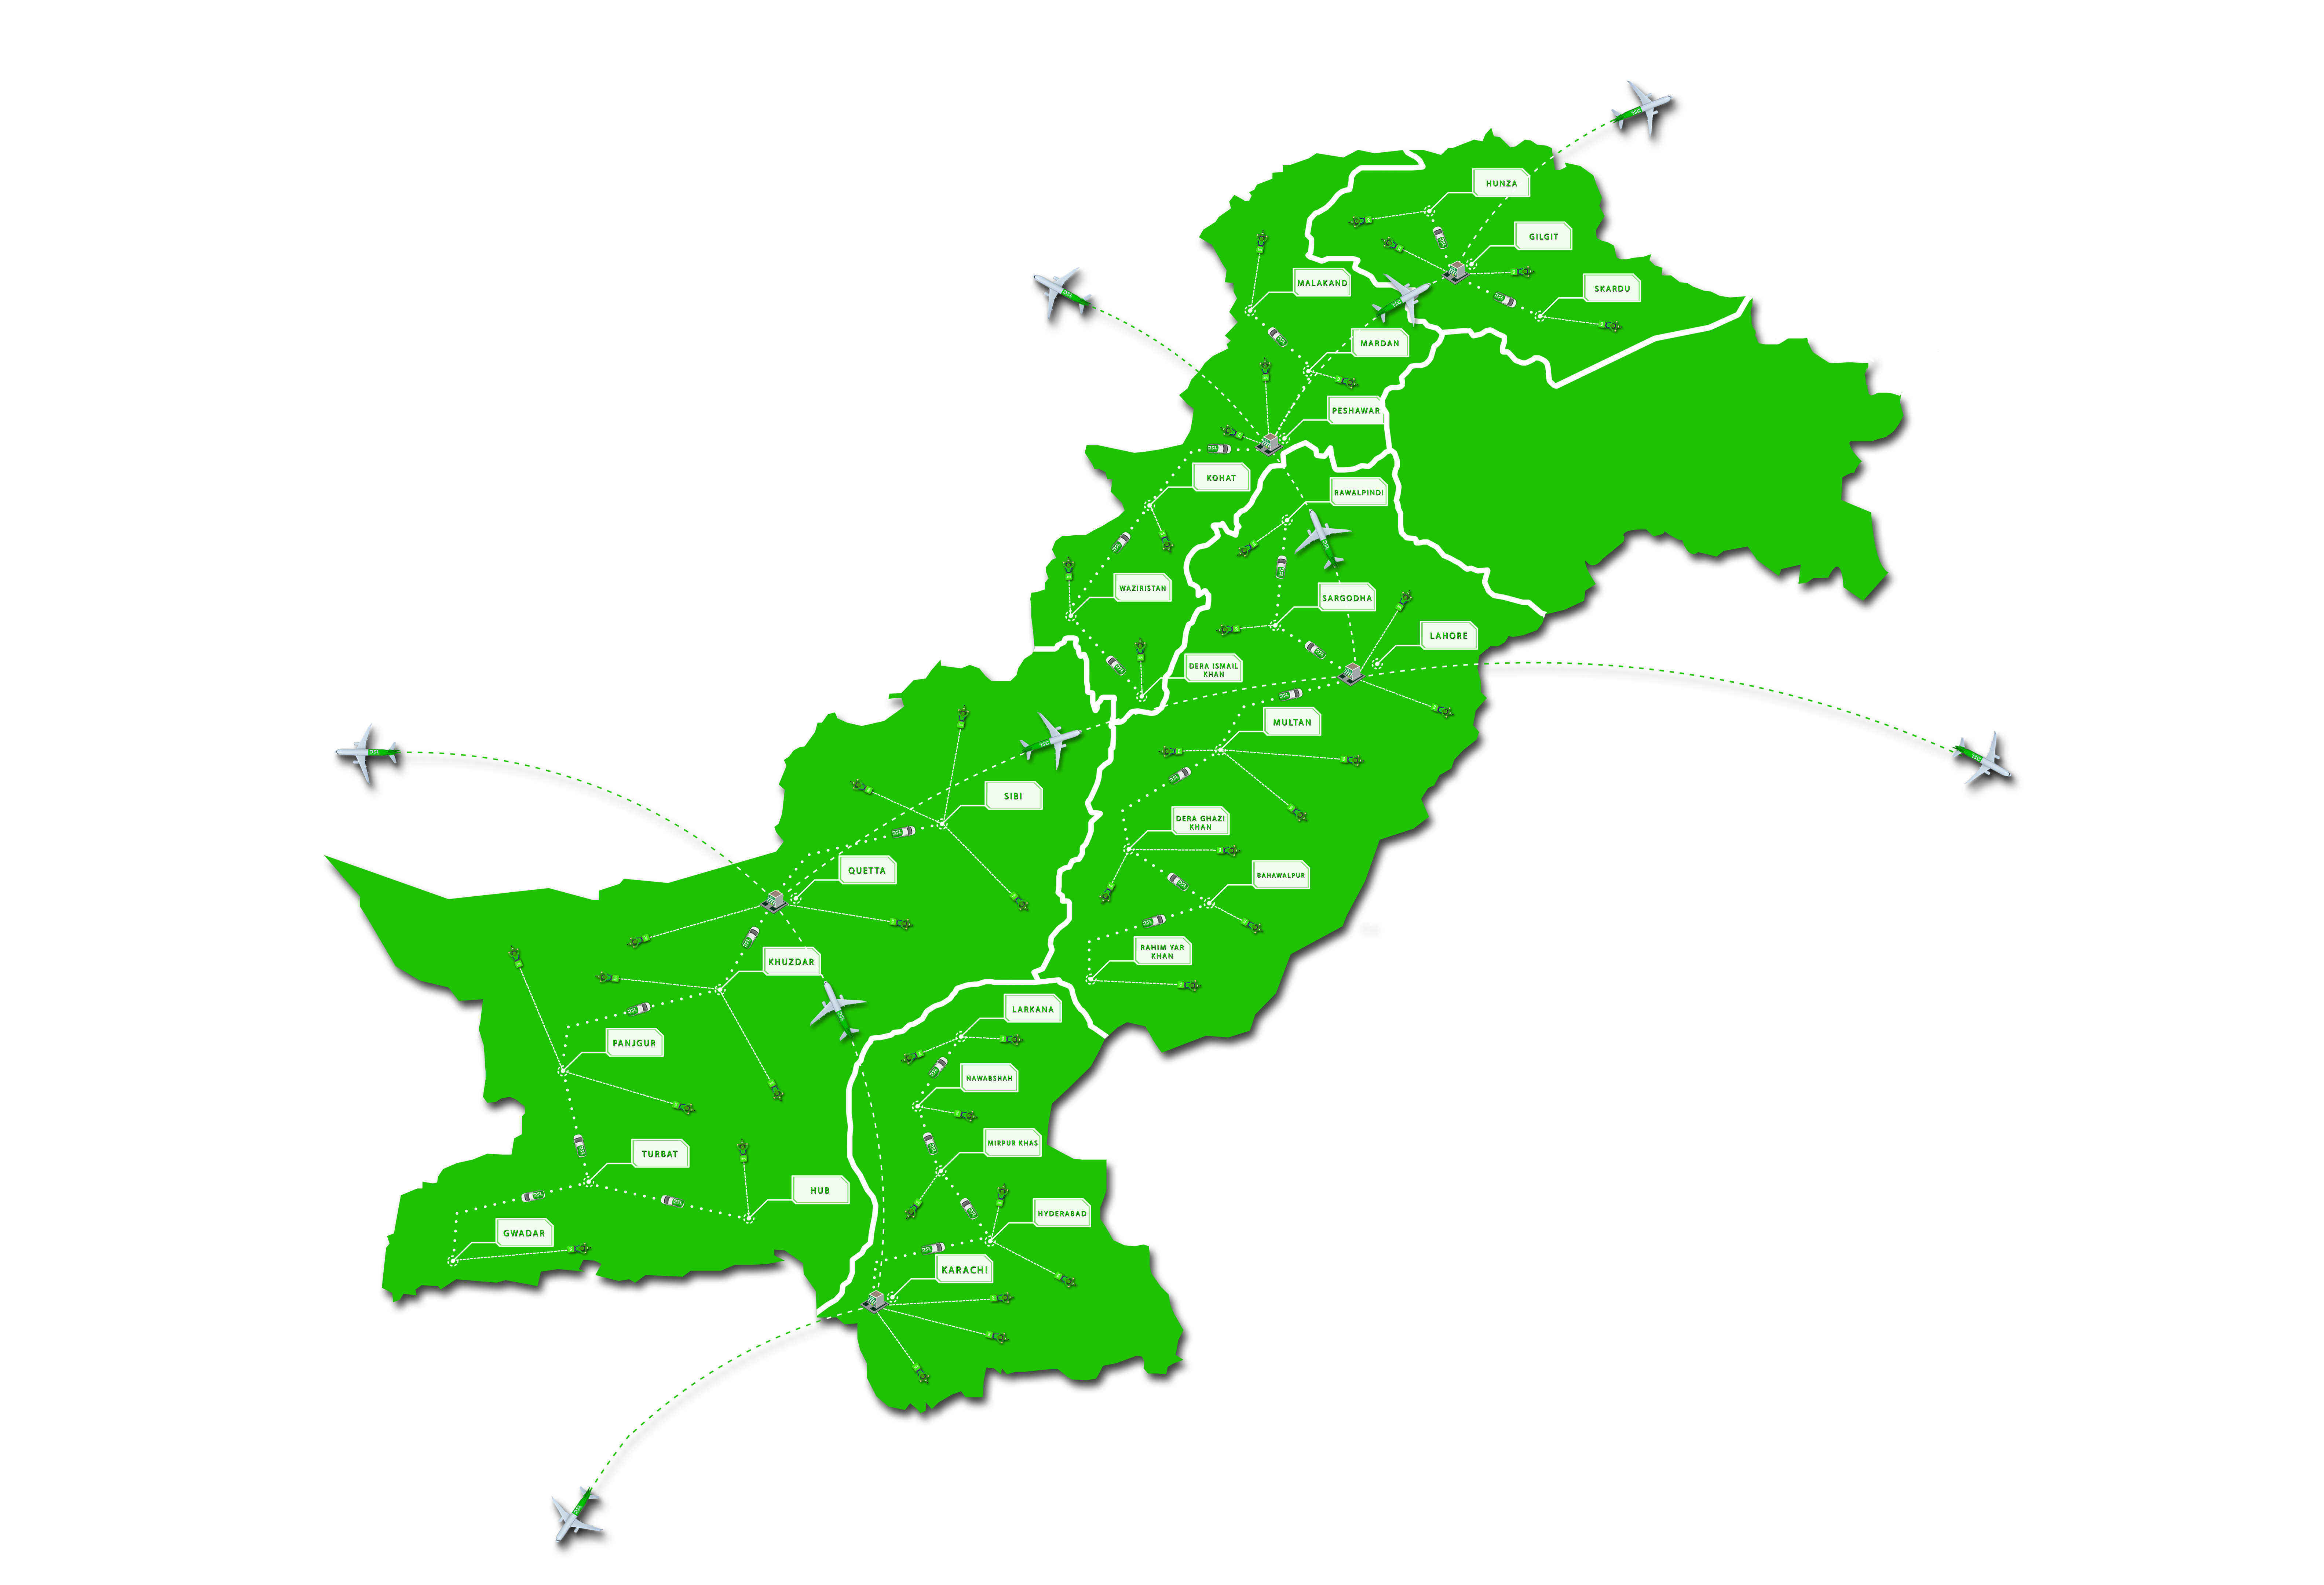 HUNZA
GILGIT
SKARDU
MALAKAND
MARDAN
PESHAWAR
KOHAT
RAWALPINDI
WAZIRISTAN
SARGODHA
LAHORE
DERA ISMAIL
KHAN
MULTAN
SIBI
DERA GHAZI
KHAN
QUETTA
BAHAWALPUR
RAHIM YAR
KHAN
KHUZDAR
LARKANA
PANJGUR
NAWABSHAH
MIRPUR KHAS
TURBAT
HUB
HYDERABAD
GWADAR
KARACHI